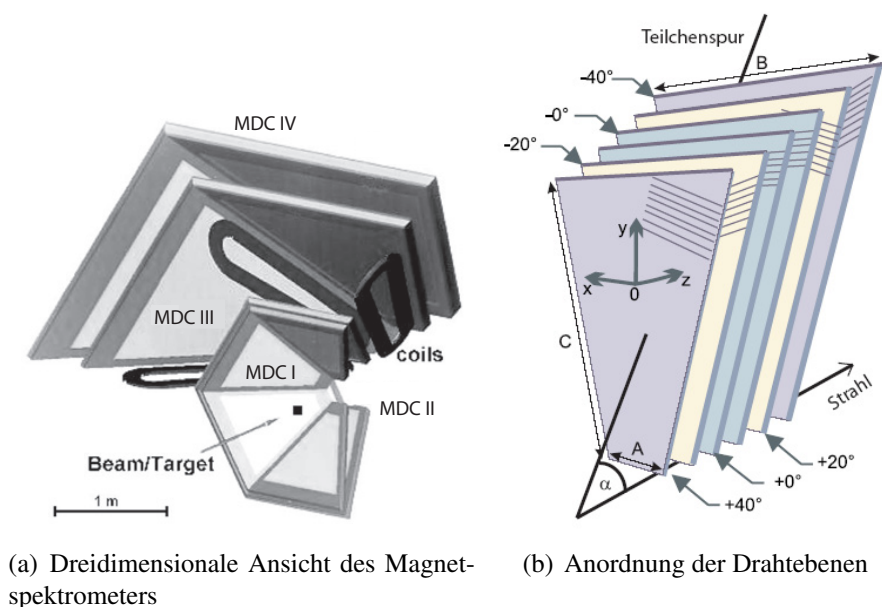 MDC IV
MDC III
coils
MDC I
MDC II
Beam/Target
1 m
Teilchenspur
B
-40°
-0°
-20°
y
x
z
0
C
Strahl
A
α
+20°
+0°
+40°
(a) Dreidimensionale Ansicht des Magnet-
spektrometers
(b) Anordnung der Drahtebenen